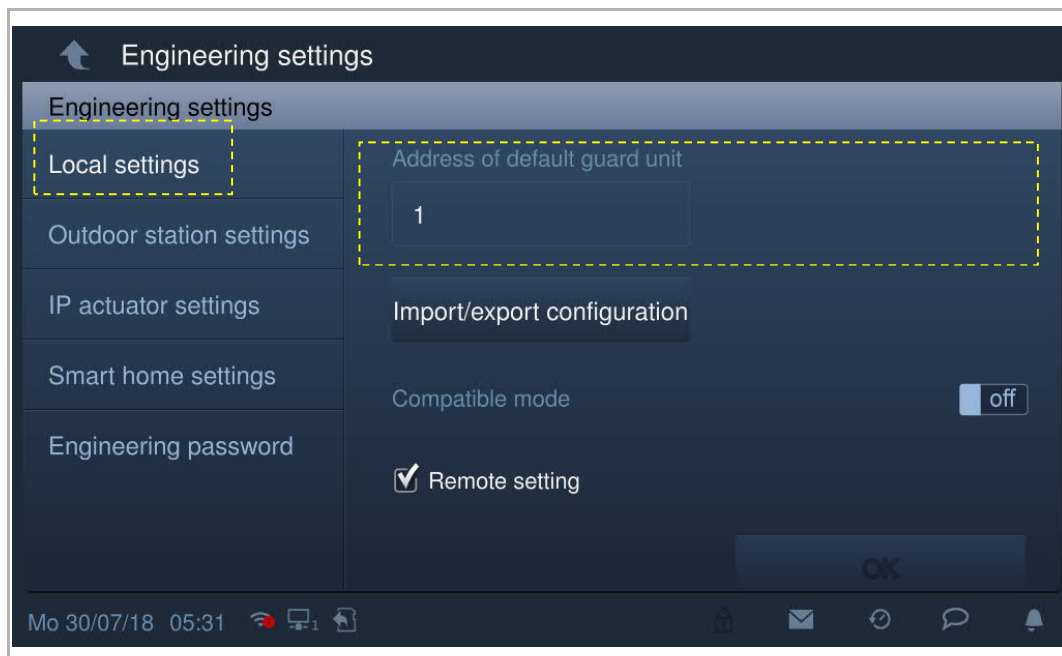 Engineering settings
Engineering settings
Local settings
Outdoor station settings
IP actuator settings
Smart home settings
Engineering password
Address of default guard unit
1
Import/export configuration
Compatible mode
off
Remote setting
OK
Mo 30/07/18 05:31
1